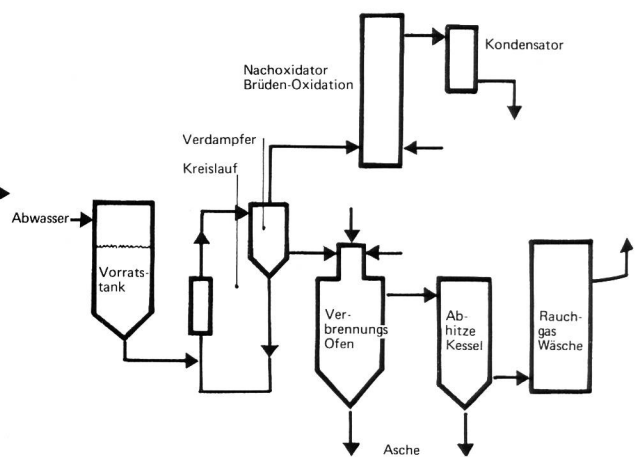 Kondensator
Nachoxidator
Brüden-Oxidation
Verdampfer
Kreislauf
Abwasser
Vorrats-
tank
Ver-
brennungs
Ofen
Ab-
hitze
Kessel
Rauch-
gas
Wäsche
Asche